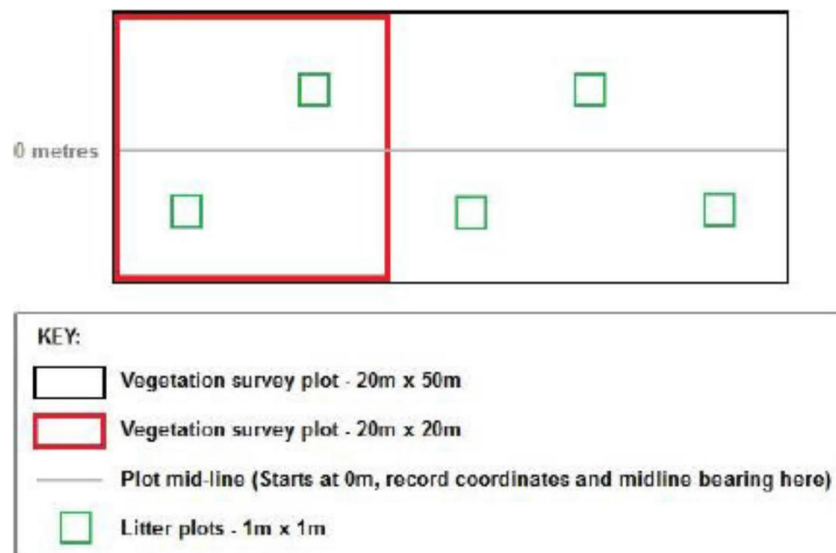 0 metres
KEY:
Vegetation survey plot - 20m x 50m
Vegetation survey plot - 20m x 20m
Plot mid-line (Starts at 0m, record coordinates and midline bearing here)
Litter plots - 1m x 1m